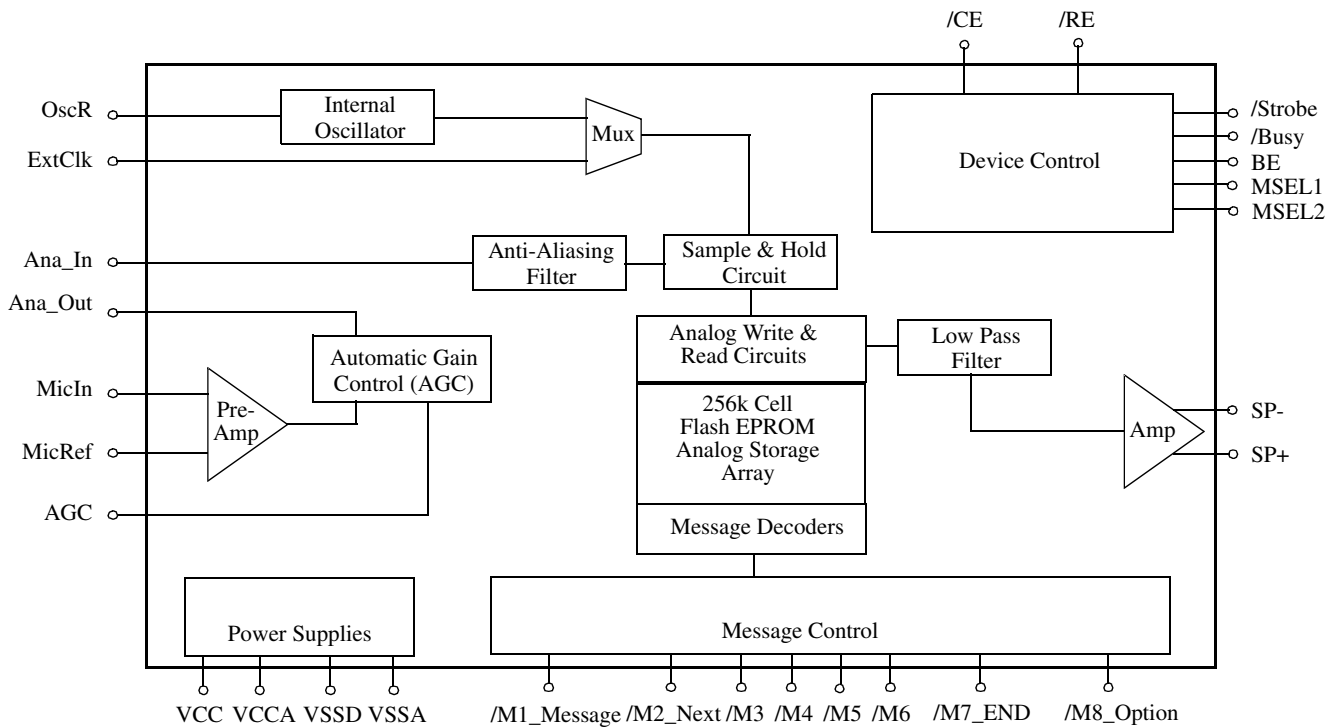 /CE
/RE
OscR
Internal
Oscillator
Mux
/Strobe
/Busy
ExtClk
Device Control
BE
MSEL1
MSEL2
Ana_In
Anti-Aliasing
Filter
Sample & Hold
Circuit
Ana_Out
Automatic Gain
Control (AGC)
Analog Write &
Read Circuits
Low Pass
Filter
MicIn
Pre-
Amp
MicRef
256k Cell
Flash EPROM
Analog Storage
Array
Amp
SP-
SP+
AGC
Message Decoders
Power Supplies
Message Control
VCC
VCCA
VSSD
VSSA
/M1_Message
/M2_Next
/M3
/M4
/M5
/M6
/M7_END
/M8_Option